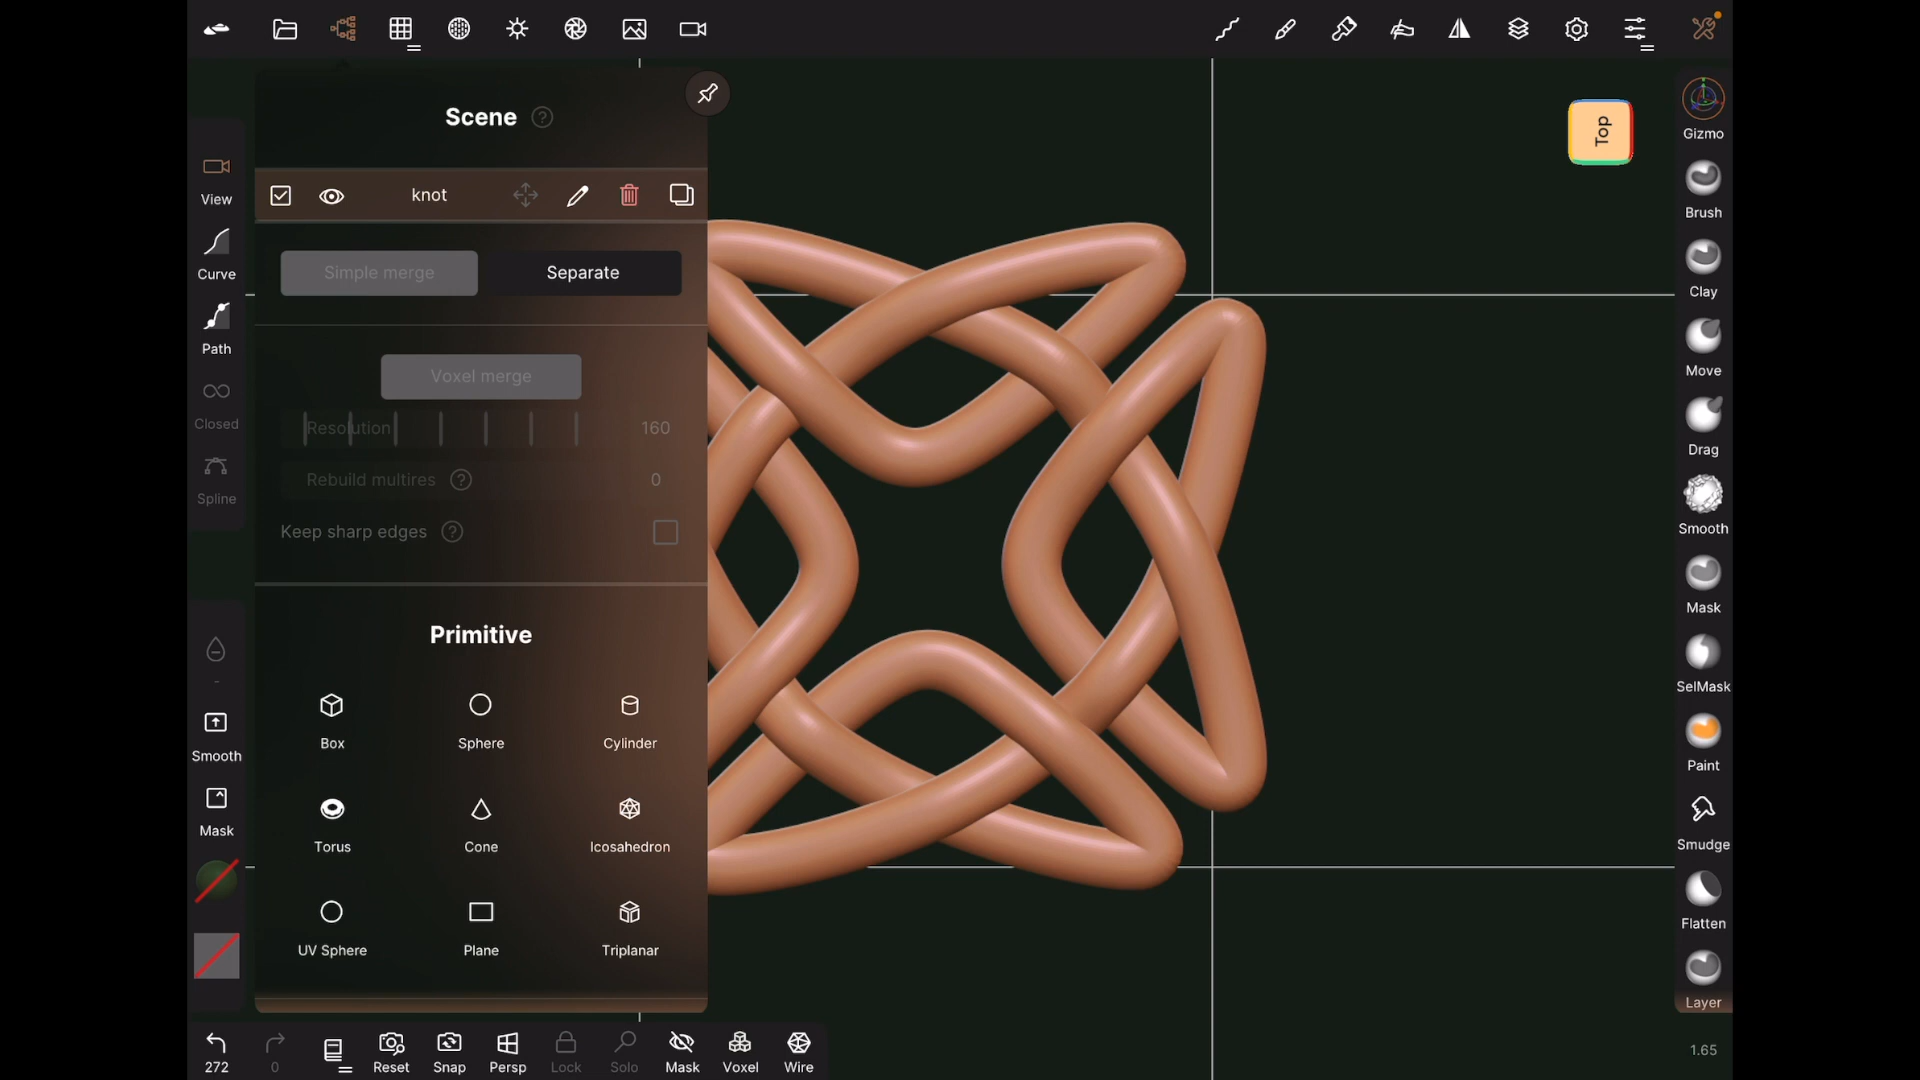 Scene
knot
Simple merge
Separate
Voxel merge
Resolution
160
Rebuild multires
0
Keep sharp edges
Primitive
Box
Sphere
Cylinder
Torus
Cone
Icosahedron
UV Sphere
Plane
Triplanar
View
Curve
Path
Closed
Spline
-
Smooth
Mask
272
0
Reset
Snap
Persp
Lock
Solo
Mask
Voxel
Wire
Top
Gizmo
Brush
Clay
Move
Drag
Smooth
Mask
SelMask
Paint
Smudge
Flatten
Layer
1.65